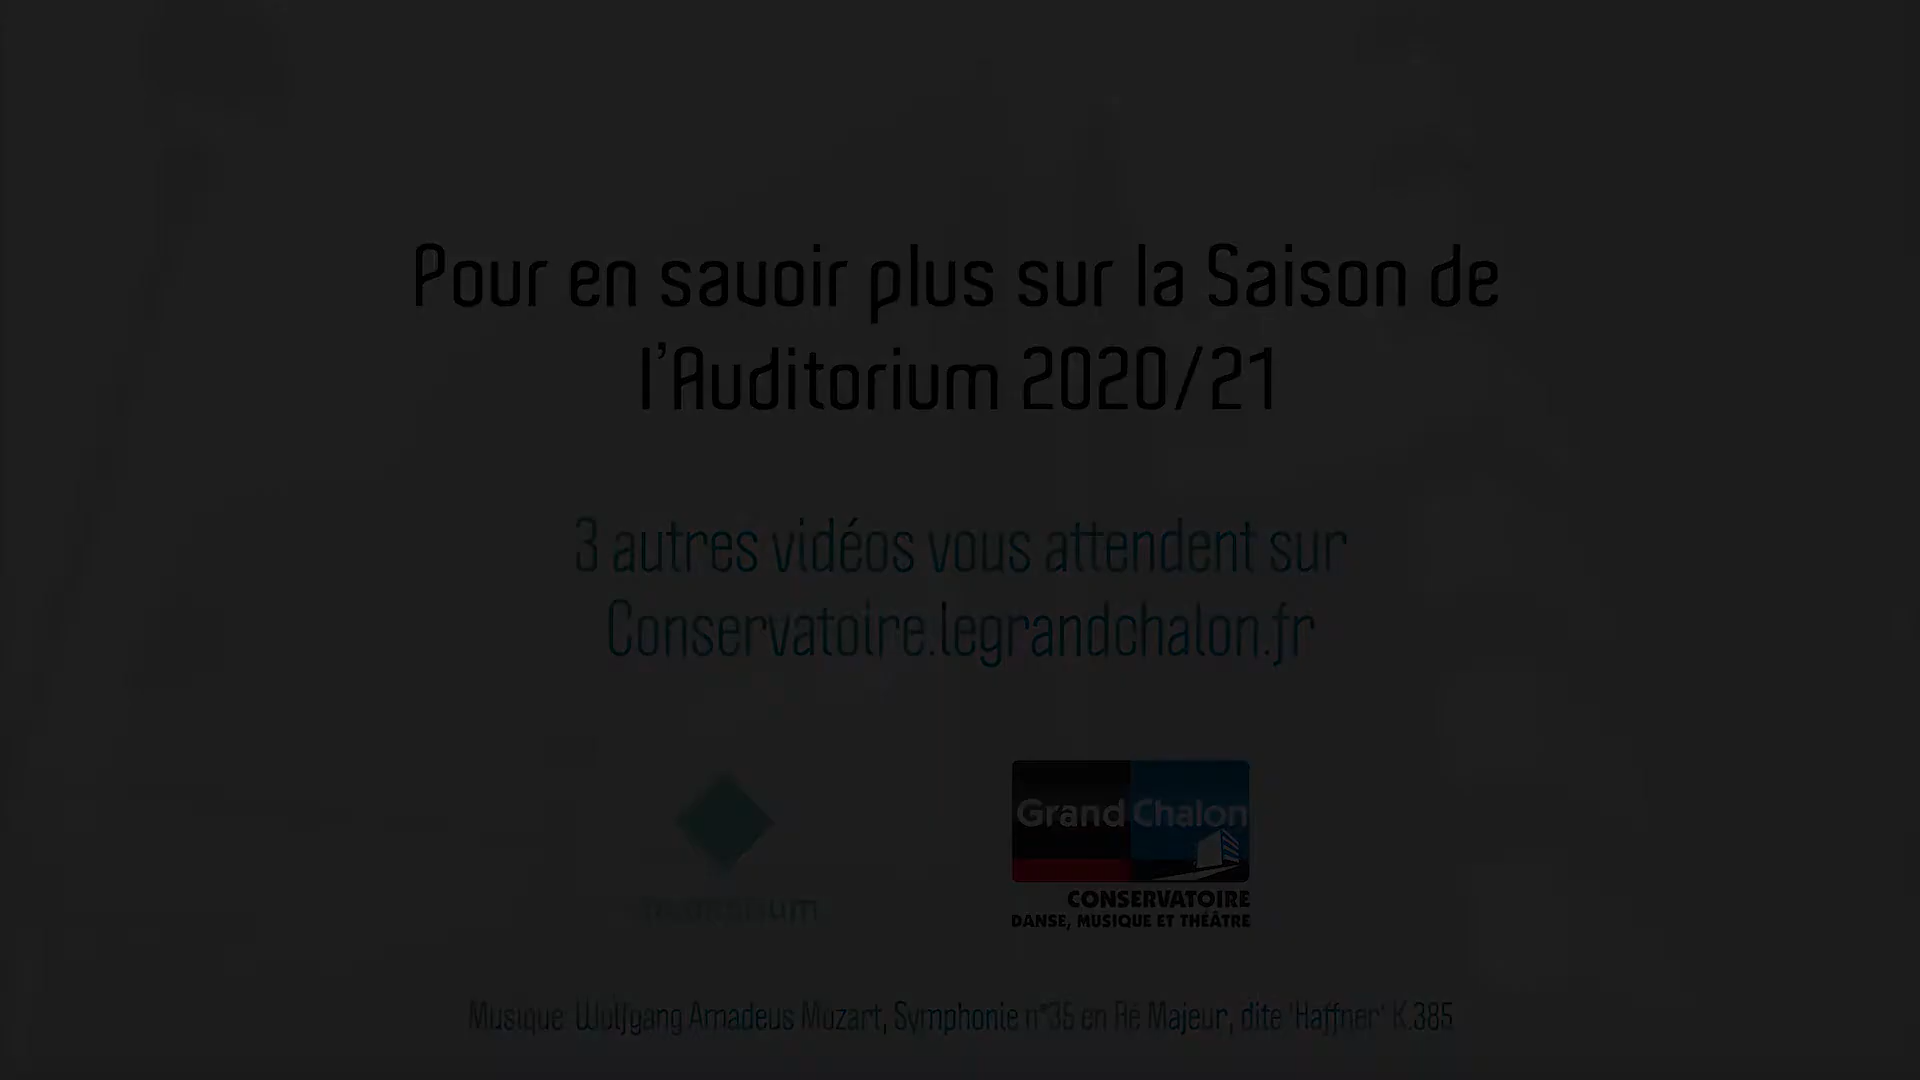 Pour en savoir plus sur la Saison de
l'Auditorium 2020/21
3 autres vidéos vous attendent sur
Conservatoire.legrandchalon.fr
Grand Chalon
CONSERVATOIRE
DANSE, MUSIQUE ET THÉÂTRE
Musique: Wolfgang Amadeus Mozart, Symphonie n°35 en Ré Majeur, dite 'Haffner' K.385